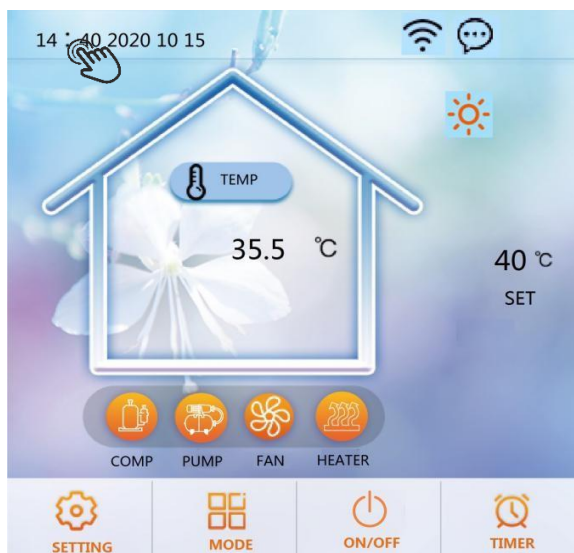 14 : 40 2020 10 15
TEMP
35.5 ℃
40 ℃
SET
COMP PUMP FAN HEATER
SETTING MODE ON/OFF TIMER